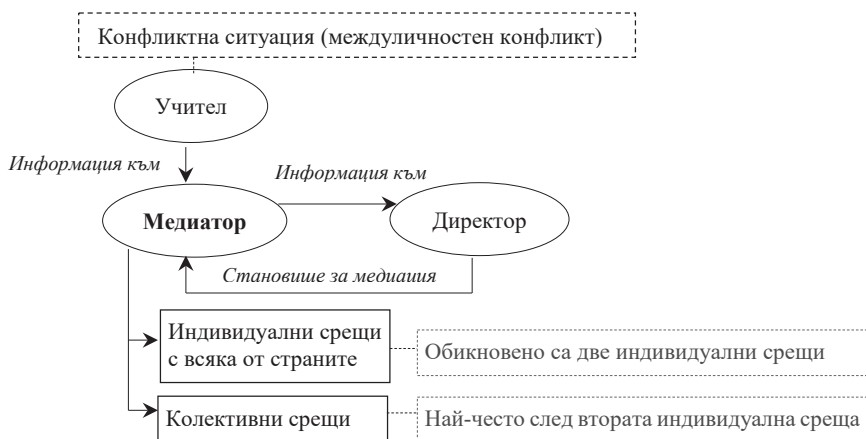 Конфликтна ситуация (междуличностен конфликт)
Учител
Информация към
Информация към
Медиатор
Директор
Становише за медиация
Индивидуални срещи
с всяка от страните
Обикновено са две индивидуални срещи
Колективни срещи
Най-често след втората индивидуална среща